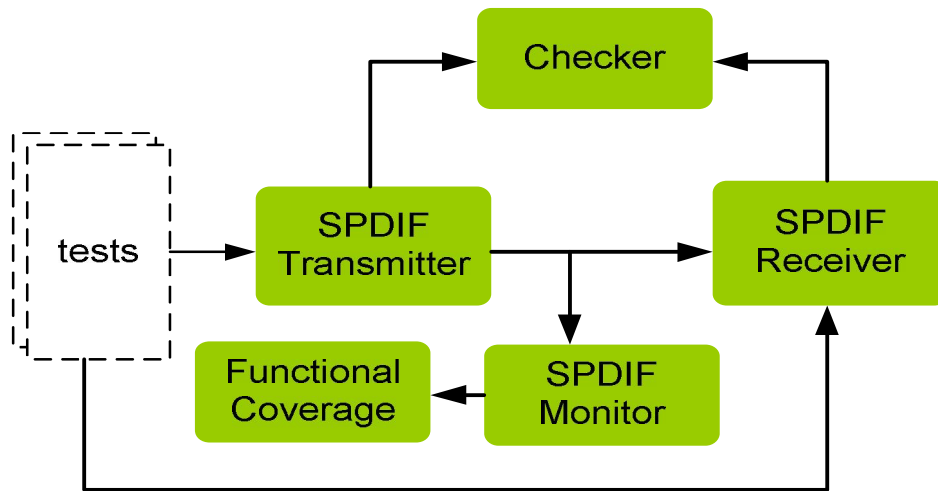 Checker
tests
SPDIF
Transmitter
SPDIF
Receiver
Functional
Coverage
SPDIF
Monitor